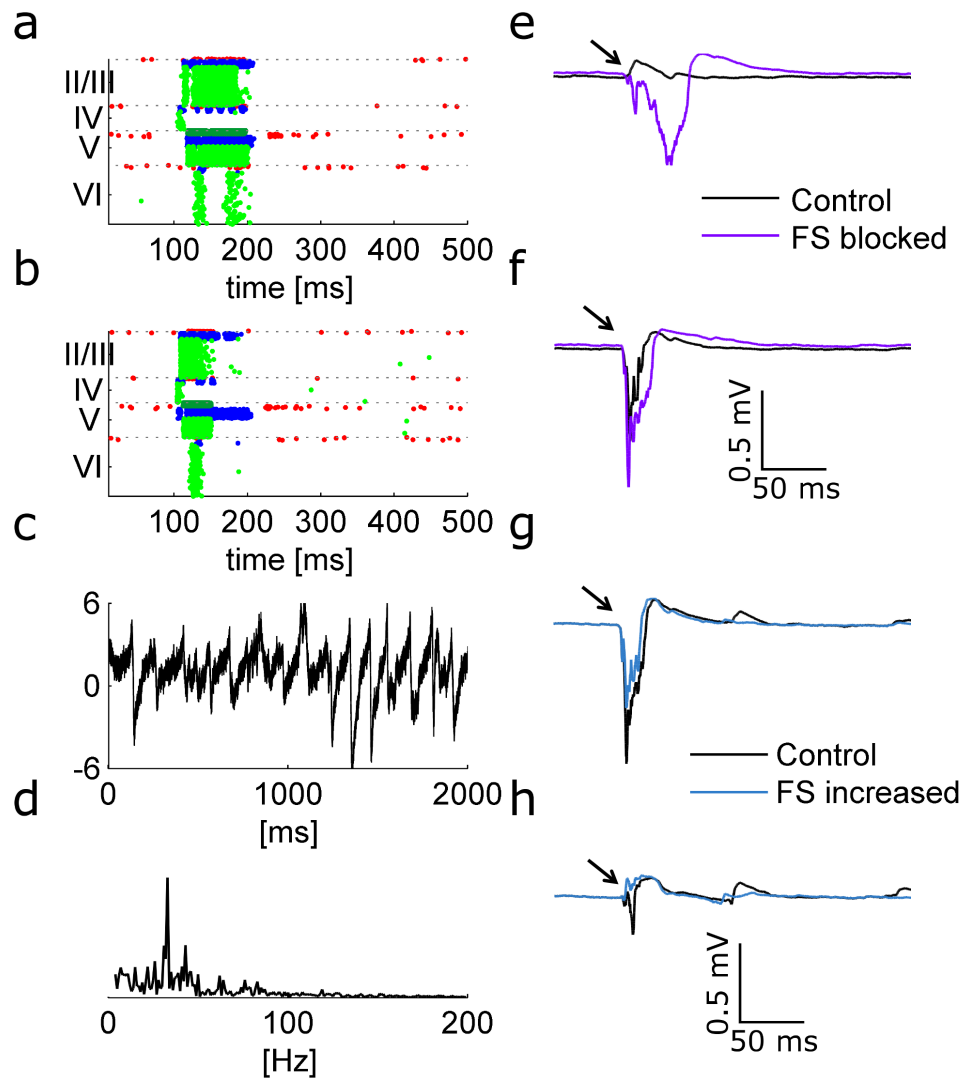 a
II/III
IV
V
VI
100 200 300 400 500
time [ms]
b
II/III
IV
V
VI
100 200 300 400 500
time [ms]
c
6
0
-6
0 1000 2000
[ms]
d
0 100 200
[Hz]
e
Control
FS blocked
f
0.5 mV
50 ms
g
Control
FS increased
h
0.5 mV
50 ms